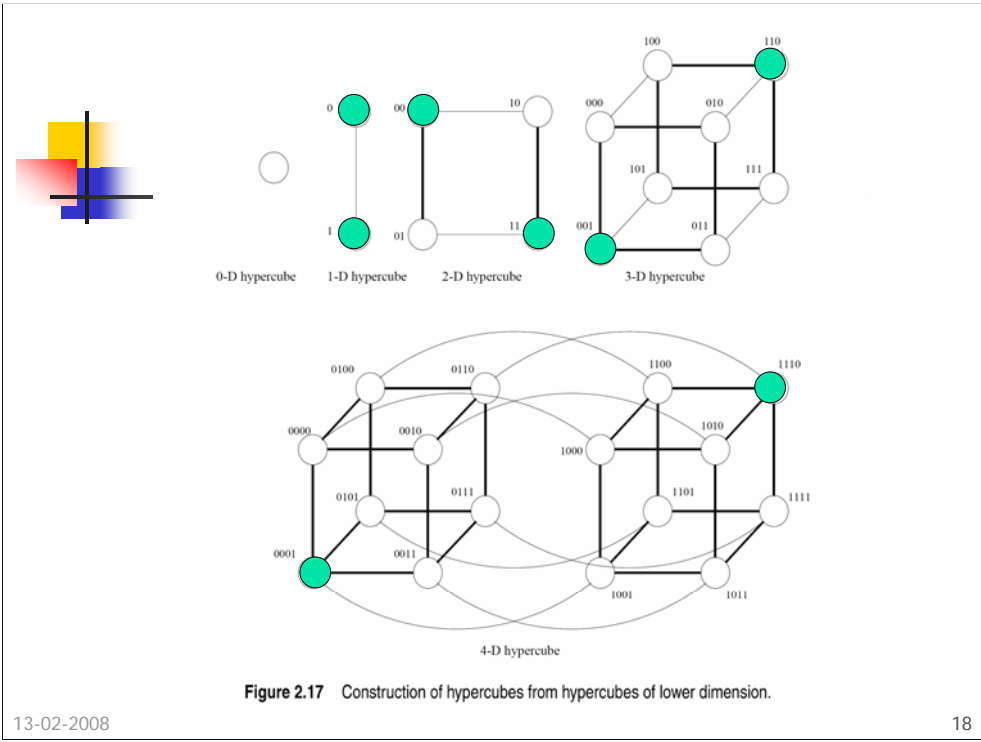 100 110
0 00 10 000 010
101 111
1 01 11 001 011
0-D hypercube 1-D hypercube 2-D hypercube 3-D hypercube
0100 0110 1100 1110
0000 0010 1000 1010
0101 0111 1101 1111
0001 0011 1001 1011
4-D hypercube
Figure 2.17 Construction of hypercubes from hypercubes of lower dimension.
13-02-2008 18